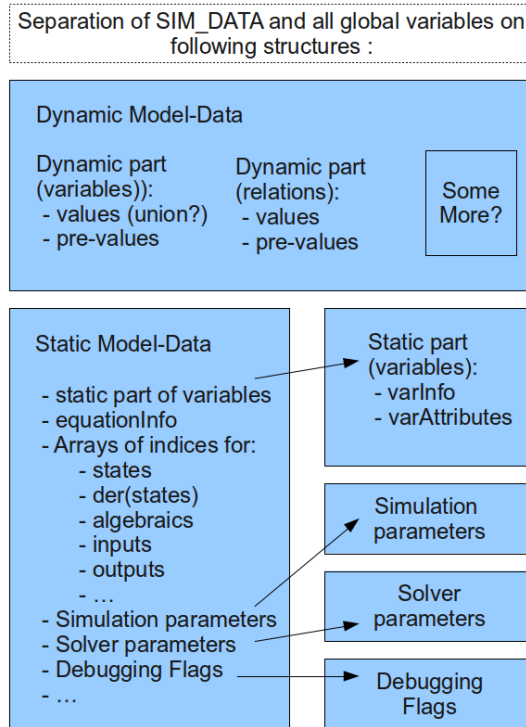 Separation of SIM_DATA and all global variables on
following structures :
Dynamic Model-Data
Dynamic part
(variables)):
- values (union?)
- pre-values
Dynamic part
(relations):
- values
- pre-values
Some
More?
Static Model-Data
- static part of variables
- equationInfo
- Arrays of indices for:
- states
- der(states)
- algebraics
- inputs
- outputs
- ...
- Simulation parameters
- Solver parameters
- Debugging Flags
- ...
Static part
(variables):
- varInfo
- varAttributes
Simulation
parameters
Solver
parameters
Debugging
Flags